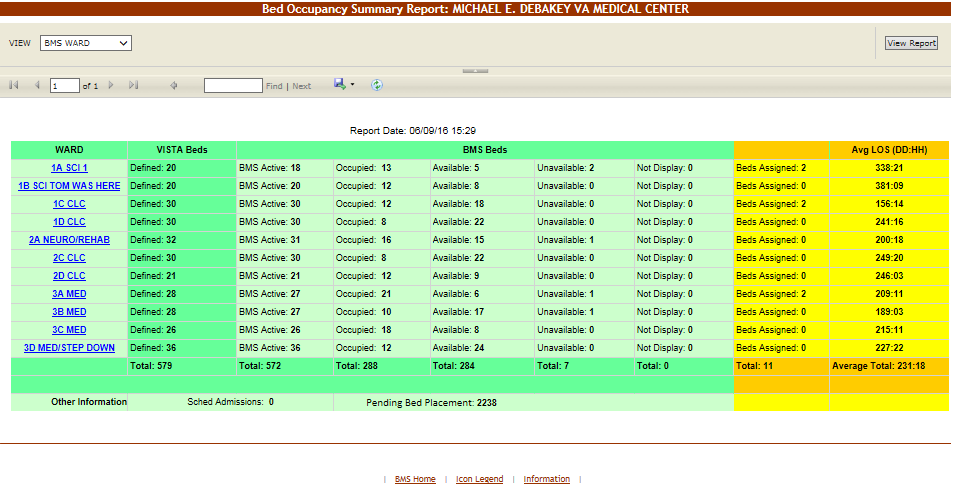 Bed Occupancy Summary Report: MICHAEL E. DEBAKEY VA MEDICAL CENTER
VIEW BMS WARD View Report
1 of 1 Find | Next
Report Date: 06/09/16 15:29
WARD VISTA Beds BMS Beds Avg LOS (DD:HH)
1A SCI 1 Defined: 20 BMS Active: 18 Occupied: 13 Available: 5 Unavailable: 2 Not Display: 0 Beds Assigned: 2 338:21
1B SCI TOM WAS HERE Defined: 20 BMS Active: 20 Occupied: 12 Available: 8 Unavailable: 0 Not Display: 0 Beds Assigned: 0 381:09
1C CLC Defined: 30 BMS Active: 30 Occupied: 12 Available: 18 Unavailable: 0 Not Display: 0 Beds Assigned: 2 156:14
1D CLC Defined: 30 BMS Active: 30 Occupied: 8 Available: 22 Unavailable: 0 Not Display: 0 Beds Assigned: 0 241:16
2A NEURO/REHAB Defined: 32 BMS Active: 31 Occupied: 16 Available: 15 Unavailable: 1 Not Display: 0 Beds Assigned: 0 200:18
2C CLC Defined: 30 BMS Active: 30 Occupied: 8 Available: 22 Unavailable: 0 Not Display: 0 Beds Assigned: 0 249:20
2D CLC Defined: 21 BMS Active: 21 Occupied: 12 Available: 9 Unavailable: 0 Not Display: 0 Beds Assigned: 0 246:03
3A MED Defined: 28 BMS Active: 27 Occupied: 21 Available: 6 Unavailable: 1 Not Display: 0 Beds Assigned: 2 209:11
3B MED Defined: 28 BMS Active: 27 Occupied: 10 Available: 17 Unavailable: 1 Not Display: 0 Beds Assigned: 0 189:03
3C MED Defined: 26 BMS Active: 26 Occupied: 18 Available: 8 Unavailable: 0 Not Display: 0 Beds Assigned: 0 215:11
3D MED/STEP DOWN Defined: 36 BMS Active: 36 Occupied: 12 Available: 24 Unavailable: 0 Not Display: 0 Beds Assigned: 0 227:22
Total: 579 Total: 572 Total: 288 Total: 284 Total: 7 Total: 0 Total: 11 Average Total: 231:18
Other Information Sched Admissions: 0 Pending Bed Placement: 2238
| BMS Home | Icon Legend | Information |